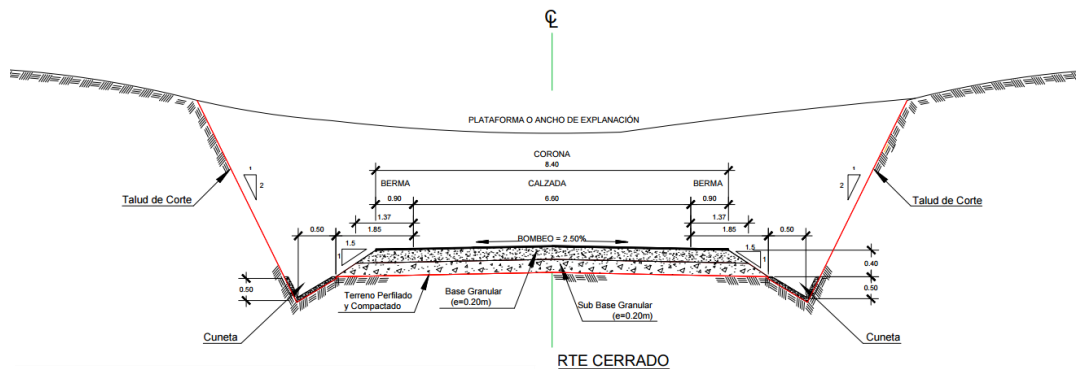 CL
PLATAFORMA O ANCHO DE EXPLANACIÓN
CORONA
8.40
BERMA
CALZADA
BERMA
0.90
6.60
0.90
1.37
1.37
0.50
1.85
1.85
0.50
1
2
1
2
Talud de Corte
Talud de Corte
BOMBEO = 2.50%
1.5
1
1.5
1
0.40
0.50
0.50
Terreno Perfilado
y Compactado
Base Granular
(e=0.20m)
Sub Base Granular
(e=0.20m)
Cuneta
Cuneta
RTE CERRADO